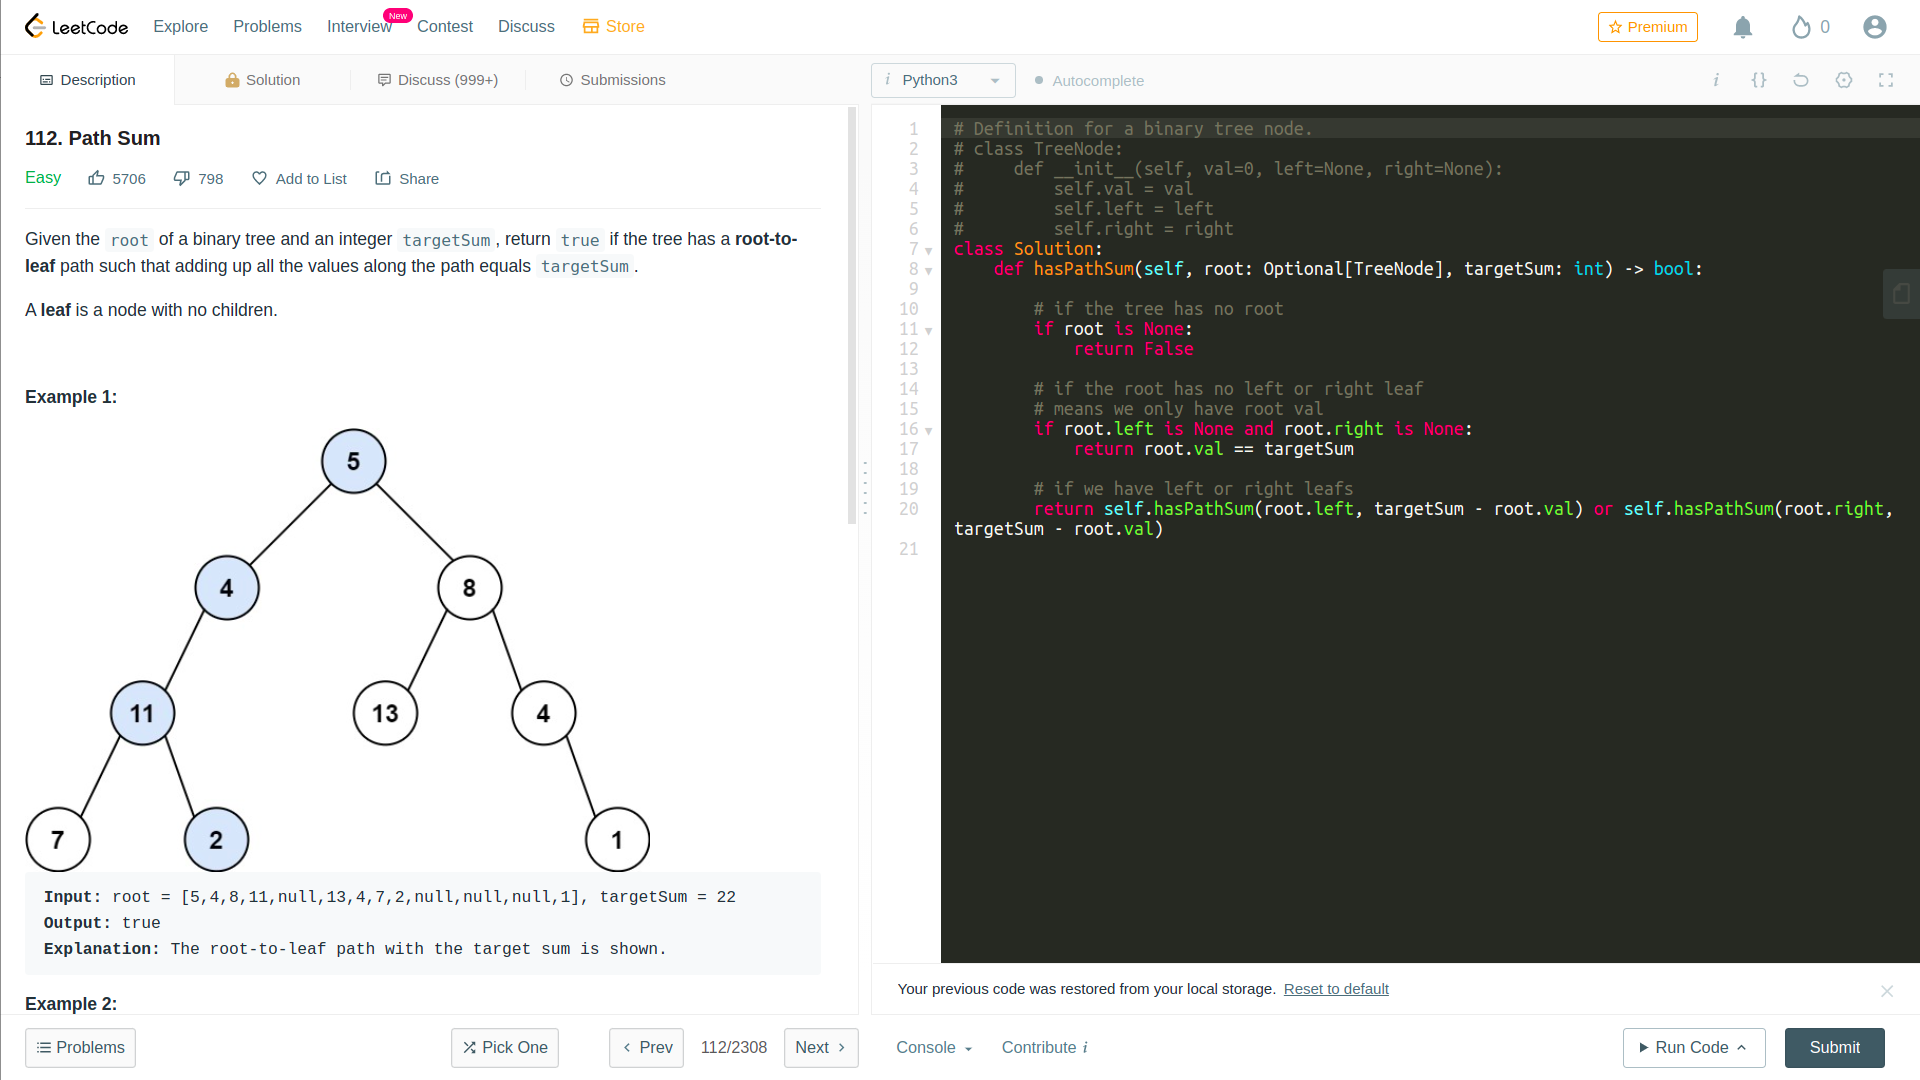 LeetCode Explore Problems Interview New Contest Discuss Store Premium 0
Description Solution Discuss (999+) Submissions
112. Path Sum
Easy 5706 798 Add to List Share
Given the root of a binary tree and an integer targetSum, return true if the tree has a root-to-
leaf path such that adding up all the values along the path equals targetSum.
A leaf is a node with no children.
Example 1:
5
4 8
11 13 4
7 2 1
Input: root = [5,4,8,11,null,13,4,7,2,null,null,null,1], targetSum = 22
Output: true
Explanation: The root-to-leaf path with the target sum is shown.
Example 2:
i Python3 Autocomplete i {}
1 # Definition for a binary tree node.
2 # class TreeNode:
3 #     def __init__(self, val=0, left=None, right=None):
4 #         self.val = val
5 #         self.left = left
6 #         self.right = right
7 class Solution:
8     def hasPathSum(self, root: Optional[TreeNode], targetSum: int) -> bool:
9
10         # if the tree has no root
11         if root is None:
12             return False
13
14         # if the root has no left or right leaf
15         # means we only have root val
16         if root.left is None and root.right is None:
17             return root.val == targetSum
18
19         # if we have left or right leafs
20         return self.hasPathSum(root.left, targetSum - root.val) or self.hasPathSum(root.right,
targetSum - root.val)
21
Your previous code was restored from your local storage. Reset to default
Problems Pick One Prev 112/2308 Next Console Contribute i Run Code Submit